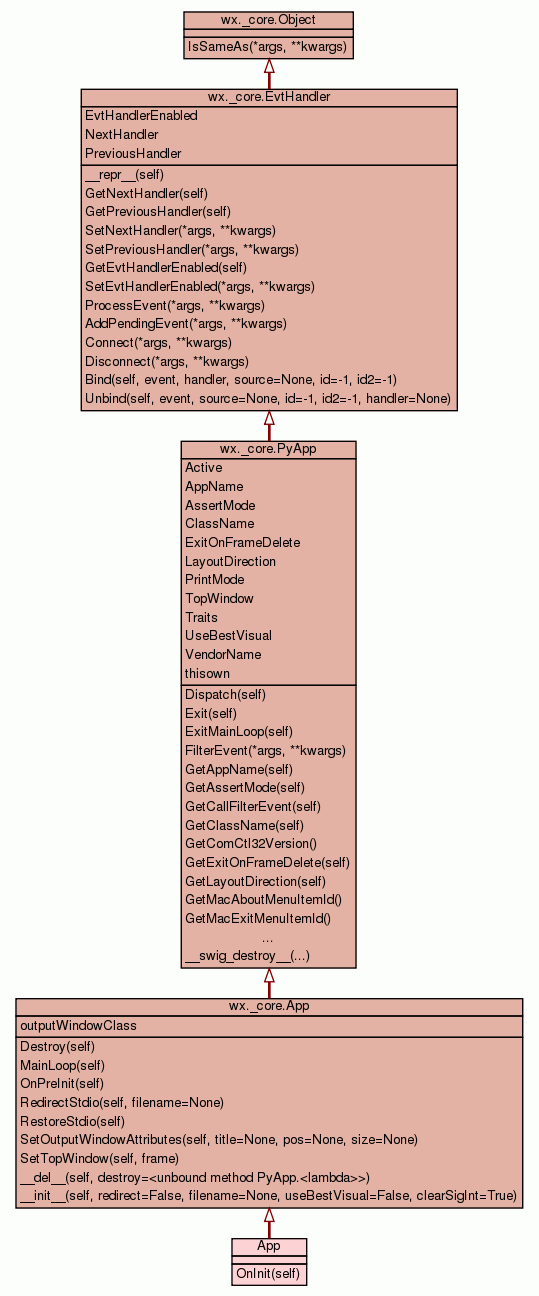 wx._core.Object
IsSameAs(*args, **kwargs)
wx._core.EvtHandler
EvtHandlerEnabled
NextHandler
PreviousHandler
__repr__(self)
GetNextHandler(self)
GetPreviousHandler(self)
SetNextHandler(*args, **kwargs)
SetPreviousHandler(*args, **kwargs)
GetEvtHandlerEnabled(self)
SetEvtHandlerEnabled(*args, **kwargs)
ProcessEvent(*args, **kwargs)
AddPendingEvent(*args, **kwargs)
Connect(*args, **kwargs)
Disconnect(*args, **kwargs)
Bind(self, event, handler, source=None, id=-1, id2=-1)
Unbind(self, event, source=None, id=-1, id2=-1, handler=None)
wx._core.PyApp
Active
AppName
AssertMode
ClassName
ExitOnFrameDelete
LayoutDirection
PrintMode
TopWindow
Traits
UseBestVisual
VendorName
thisown
Dispatch(self)
Exit(self)
ExitMainLoop(self)
FilterEvent(*args, **kwargs)
GetAppName(self)
GetAssertMode(self)
GetCallFilterEvent(self)
GetClassName(self)
GetComCtl32Version()
GetExitOnFrameDelete(self)
GetLayoutDirection(self)
GetMacAboutMenuItemId()
GetMacExitMenuItemId()
...
__swig_destroy__(...)
wx._core.App
outputWindowClass
Destroy(self)
MainLoop(self)
OnPreInit(self)
RedirectStdio(self, filename=None)
RestoreStdio(self)
SetOutputWindowAttributes(self, title=None, pos=None, size=None)
SetTopWindow(self, frame)
__del__(self, destroy=<unbound method PyApp.<lambda>>)
__init__(self, redirect=False, filename=None, useBestVisual=False, clearSigInt=True)
App
OnInit(self)